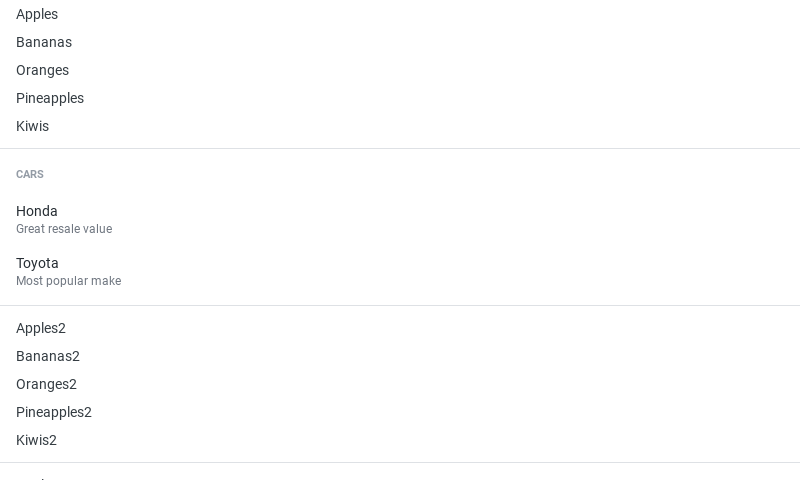 Apples
Bananas
Oranges
Pineapples
Kiwis
CARS
Honda
Great resale value
Toyota
Most popular make
Apples2
Bananas2
Oranges2
Pineapples2
Kiwis2